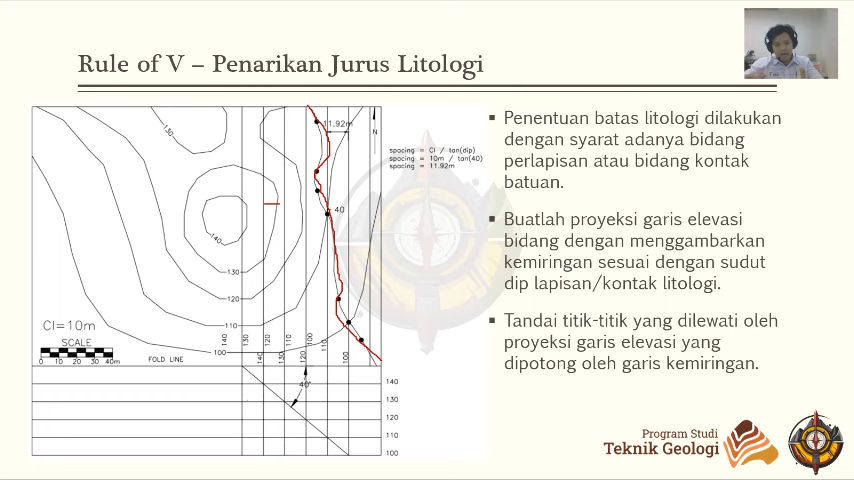 Rule of V – Penarikan Jurus Litologi
130
11.92m
N
spacing = CI / tan(dip)
spacing = 10m / tan(40)
spacing = 11.92m
40
140
130
120
110
100
CI=10m
SCALE
0 10 20 30 40m
FOLD LINE
140
130
120
110
100
140
130
120
110
100
40°
140
130
120
110
100
▪ Penentuan batas litologi dilakukan
dengan syarat adanya bidang
perlapisan atau bidang kontak
batuan.
▪ Buatlah proyeksi garis elevasi
bidang dengan menggambarkan
kemiringan sesuai dengan sudut
dip lapisan/kontak litologi.
▪ Tandai titik-titik yang dilewati oleh
proyeksi garis elevasi yang
dipotong oleh garis kemiringan.
Program Studi
Teknik Geologi